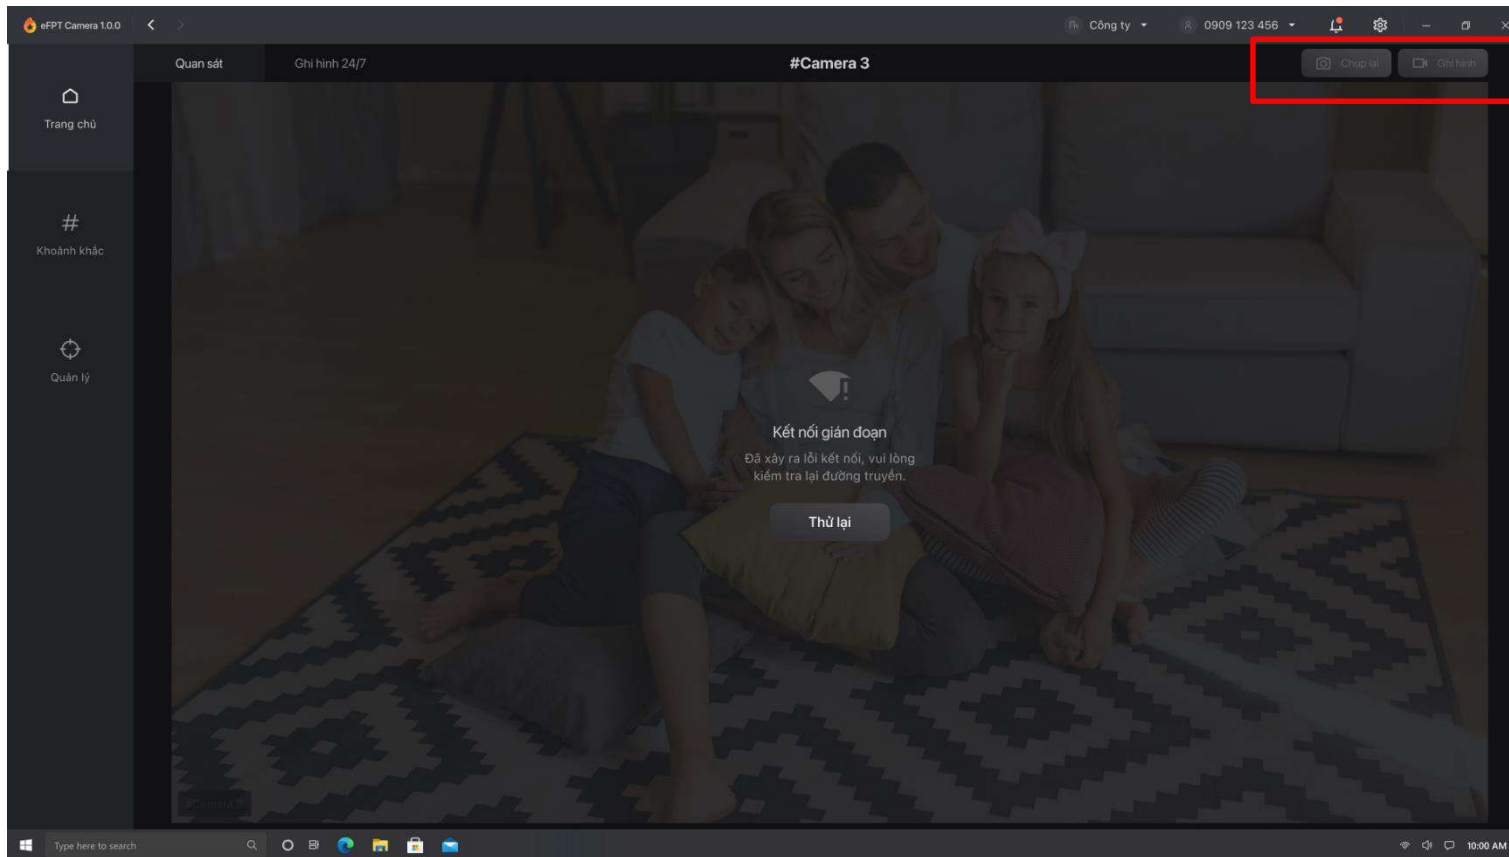 eFPT Camera 1.0.0
Công ty
0909 123 456
Quan sát
Ghi hình 24/7
#Camera 3
Chụp lại
Ghi hình
Trang chủ
Khoảnh khắc
Quản lý
Kết nối gián đoạn
Đã xảy ra lỗi kết nối, vui lòng
kiểm tra lại đường truyền.
Thử lại
#Camera 3
Type here to search
10:00 AM